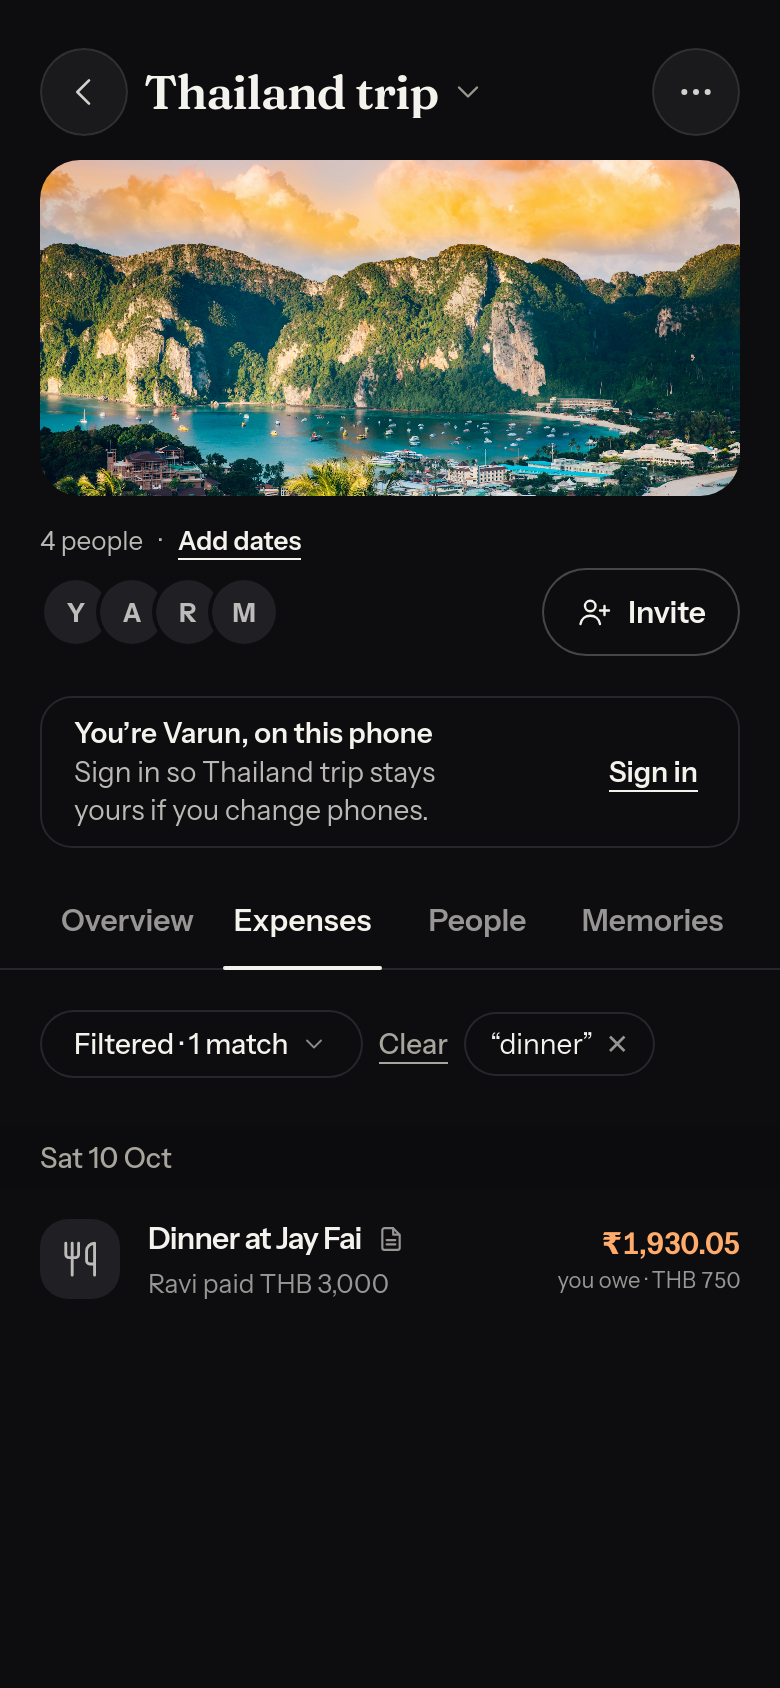 Thailand trip
4 people · Add dates
Y A R M
Invite
You’re Varun, on this phone
Sign in so Thailand trip stays
yours if you change phones.
Sign in
Overview Expenses People Memories
Filtered · 1 match Clear “dinner” ✕
Sat 10 Oct
Dinner at Jay Fai
Ravi paid THB 3,000
₹1,930.05
you owe · THB 750